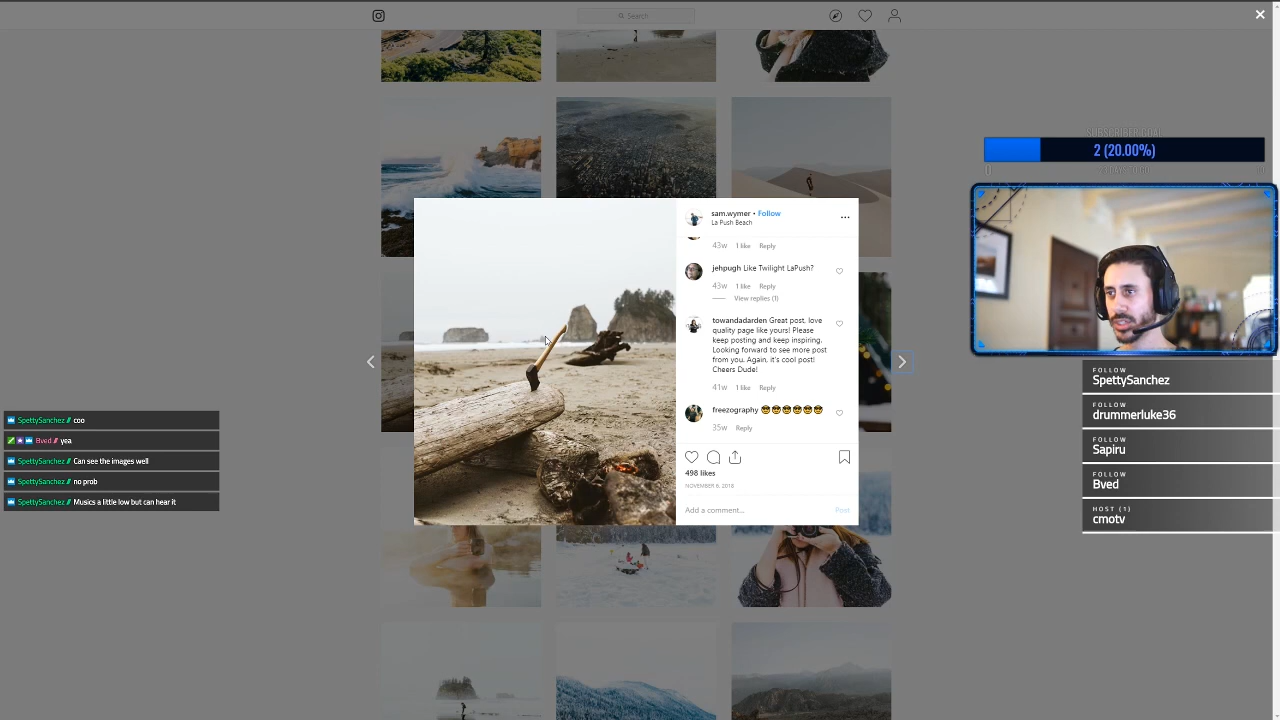 Search
SUBSCRIBER GOAL
2 (20.00%)
sam.wymer • Follow
La Push Beach
43w 1 like Reply
jehpugh Like Twilight LaPush?
43w 1 like Reply
View replies (1)
towandadarden Great post, love
quality page like yours! Please
keep posting and keep inspiring.
Looking forward to see more post
from you. Again, it's cool post!
Cheers Dude!
41w 1 like Reply
freezography 😎😎😎😎😎😎
35w Reply
498 likes
NOVEMBER 9, 2018
Add a comment...
Post
SpettySanchez // coo
Bved // yea
SpettySanchez // Can see the images well
SpettySanchez // no prob
SpettySanchez // Musics a little low but can hear it
FOLLOW
SpettySanchez
FOLLOW
drummerluke36
FOLLOW
Sapiru
FOLLOW
Bved
HOST (1)
cmotv